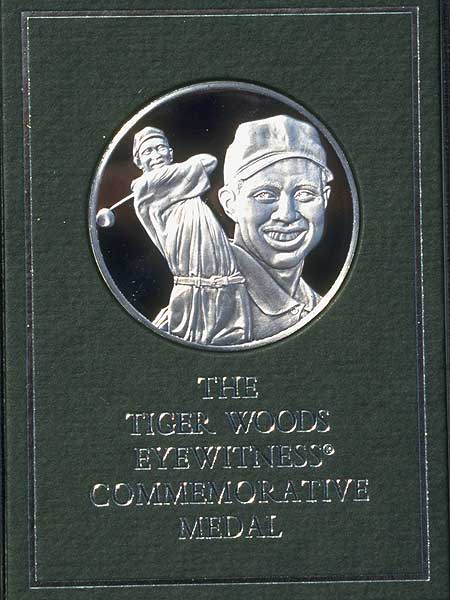 THE
TIGER WOODS
EYEWITNESS®
COMMEMORATIVE
MEDAL